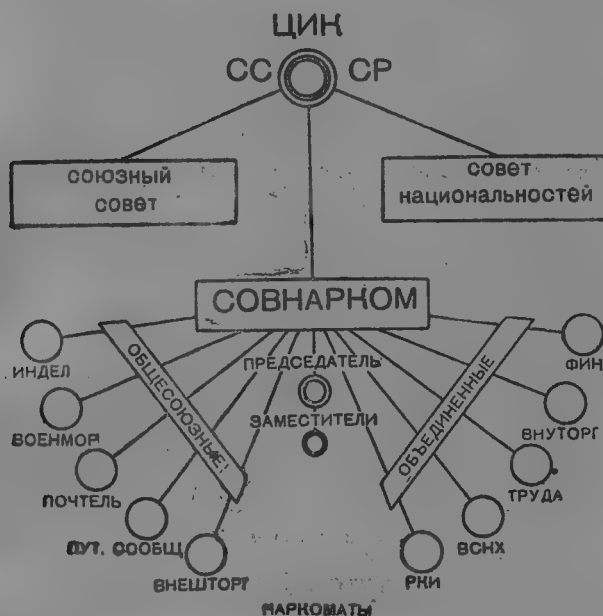 ЦИК
СС СР
СОЮЗНЫЙ
СОВЕТ
СОВЕТ
НАЦИОНАЛЬНОСТЕЙ
СОВНАРКОМ
ОБЩЕСОЮЗНЫЕ
ПРЕДСЕДАТЕЛЬ
ЗАМЕСТИТЕЛИ
ОБЪЕДИНЕННЫЕ
ИНДЕЛ
ВОЕНМОР
ПОЧТЕЛЬ
ПУТ. СООБЩ
ВНЕШТОРГ
ФИН
ВНУТОРГ
ТРУДА
ВСНХ
РКИ
НАРКОМАТЫ